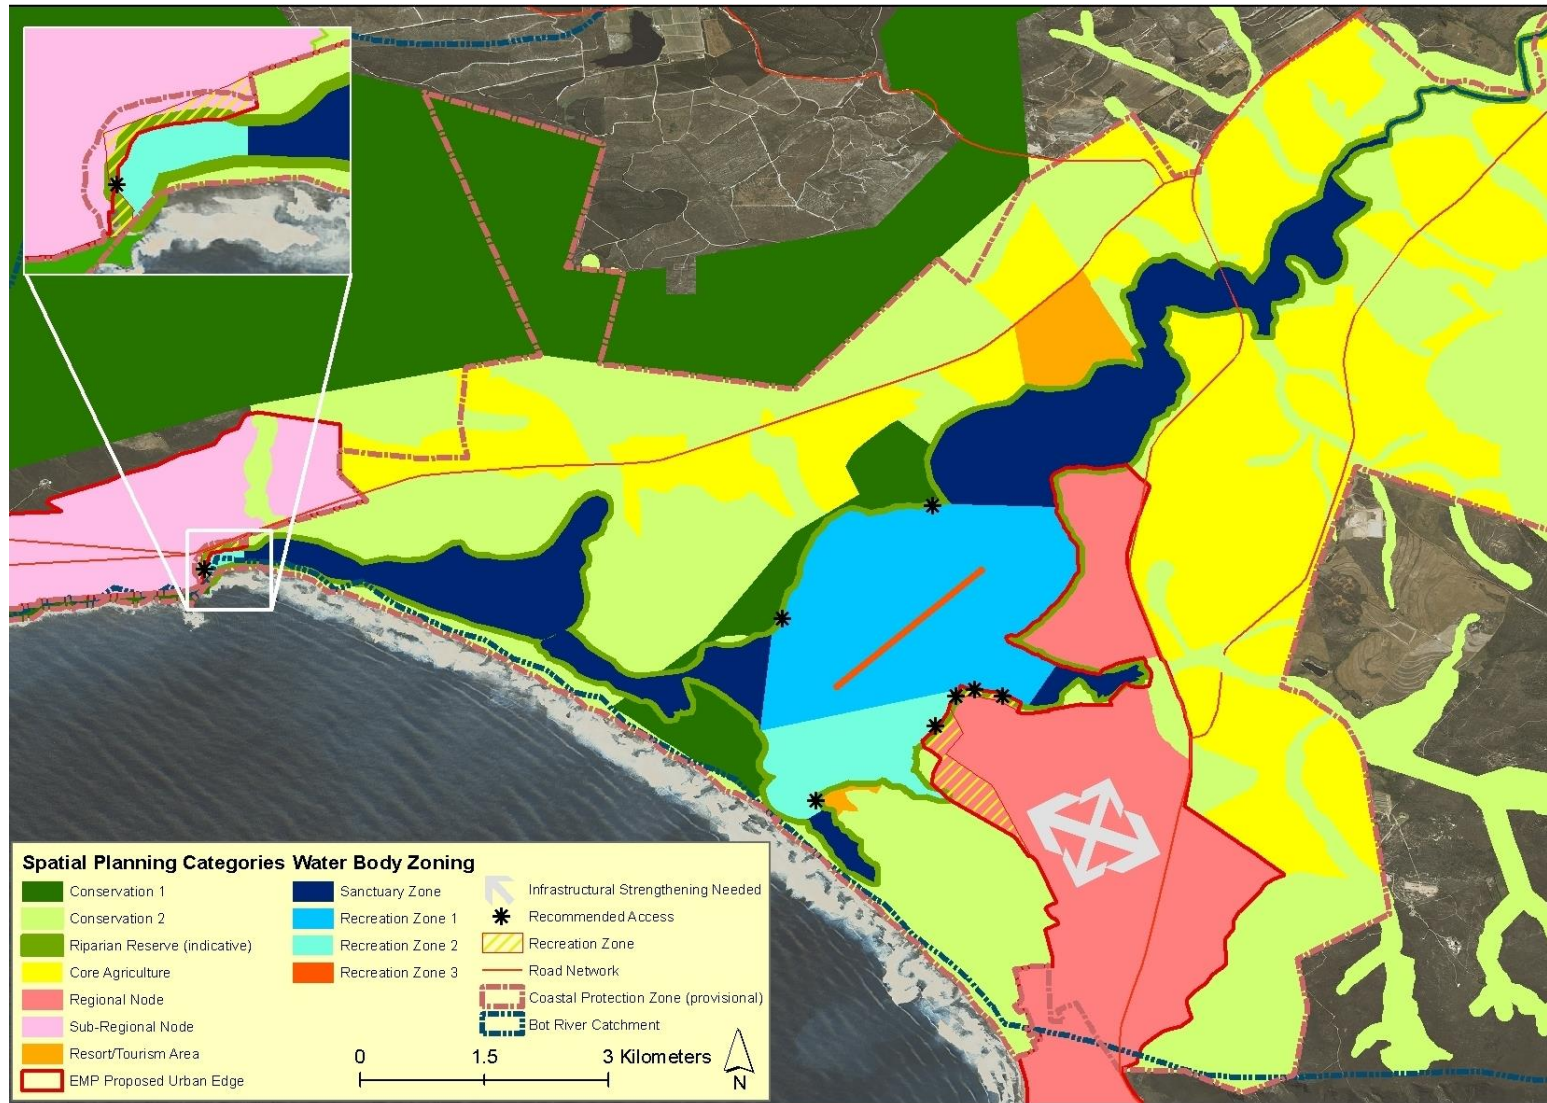 Spatial Planning Categories
Conservation 1
Conservation 2
Riparian Reserve (indicative)
Core Agriculture
Regional Node
Sub-Regional Node
Resort/Tourism Area
EMP Proposed Urban Edge
Water Body Zoning
Sanctuary Zone
Recreation Zone 1
Recreation Zone 2
Recreation Zone 3
Infrastructural Strengthening Needed
Recommended Access
Recreation Zone
Road Network
Coastal Protection Zone (provisional)
Bot River Catchment
0 1.5 3 Kilometers
N